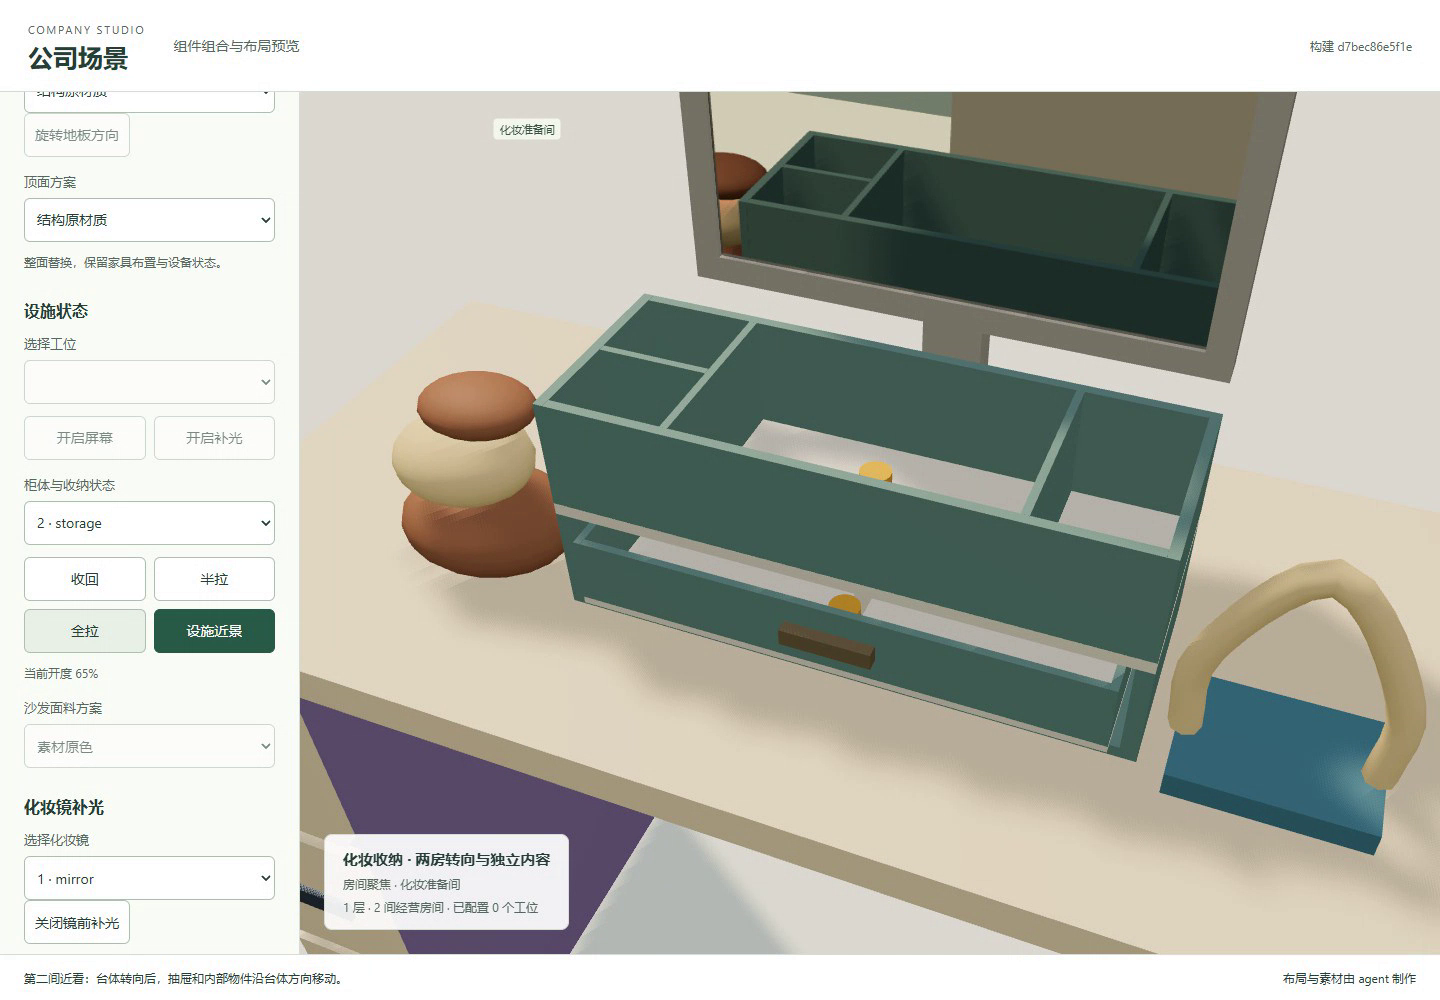 COMPANY STUDIO
公司场景
组件组合与布局预览
构建 d7bec86e5f1e
结构原材质
旋转地板方向
顶面方案
结构原材质
整面替换，保留家具布置与设备状态。
设施状态
选择工位
开启屏幕
开启补光
柜体与收纳状态
2 · storage
收回
半拉
全拉
设施近景
当前开度 65%
沙发面料方案
素材原色
化妆镜补光
选择化妆镜
1 · mirror
关闭镜前补光
化妆准备间
化妆收纳 · 两房转向与独立内容
房间聚焦 · 化妆准备间
1 层 · 2 间经营房间 · 已配置 0 个工位
第二间近看：台体转向后，抽屉和内部物件沿台体方向移动。
布局与素材由 agent 制作